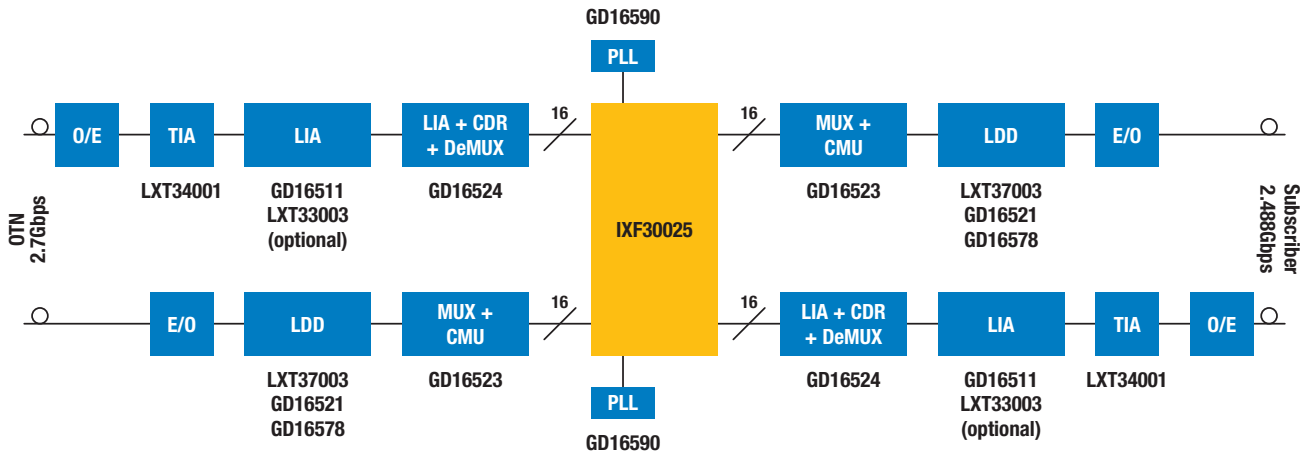 GD16590
PLL
O/E
TIA
LIA
LIA + CDR
+ DeMUX
16
16
MUX +
CMU
LDD
E/O
LXT34001
GD16511
LXT33003
(optional)
GD16524
GD16523
LXT37003
GD16521
GD16578
OTN
2.7Gbps
IXF30025
Subscriber
2.488Gbps
E/O
LDD
MUX +
CMU
16
16
LIA + CDR
+ DeMUX
LIA
TIA
O/E
LXT37003
GD16521
GD16578
GD16523
PLL
GD16590
GD16524
GD16511
LXT33003
(optional)
LXT34001